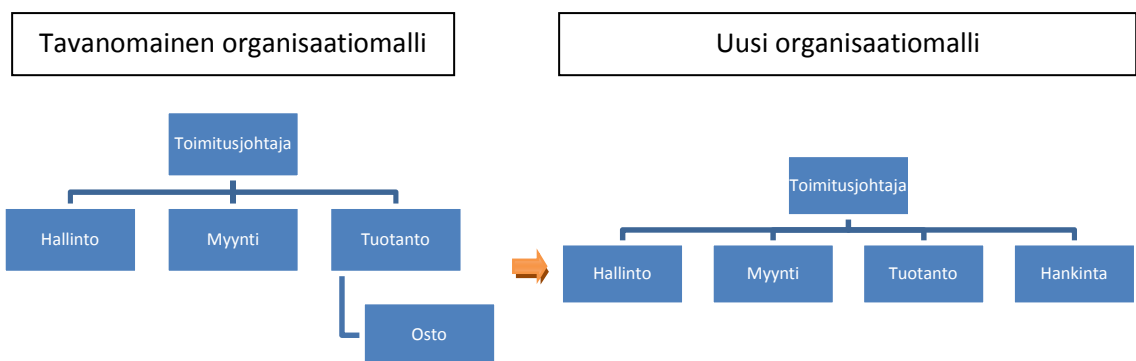 Tavanomainen organisaatiomalli
Uusi organisaatiomalli
Toimitusjohtaja
Hallinto
Myynti
Tuotanto
Osto
Toimitusjohtaja
Hallinto
Myynti
Tuotanto
Hankinta